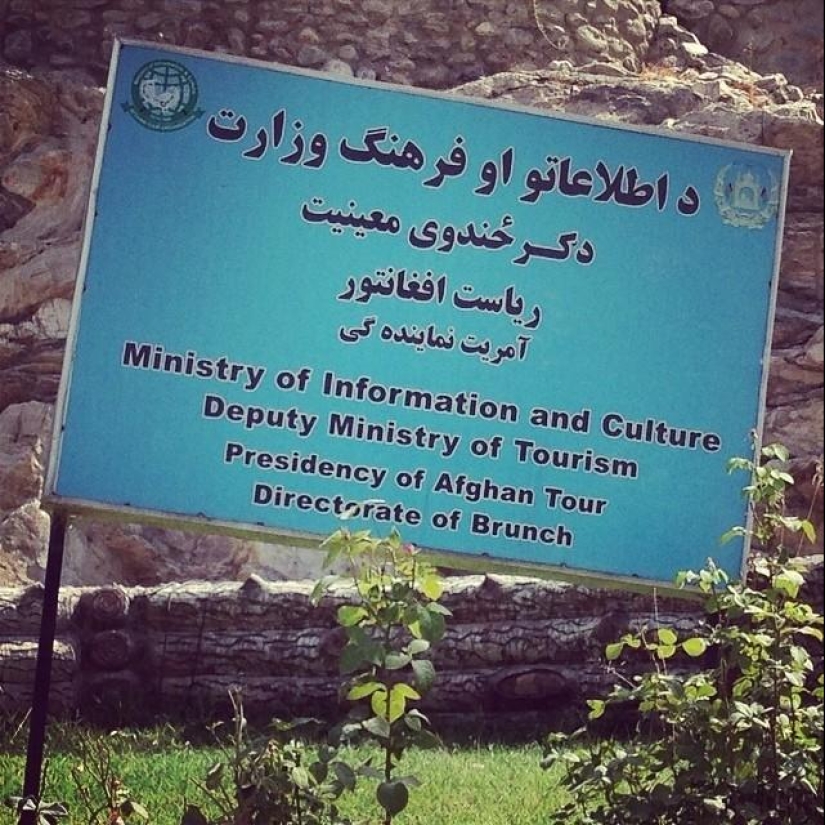 د اطلاعاتو او فرهنگ وزارت
دکرځندوی معینیت
ریاست افغانتور
آمریت نماینده گی
Ministry of Information and Culture
Deputy Ministry of Tourism
Presidency of Afghan Tour
Directorate of Brunch